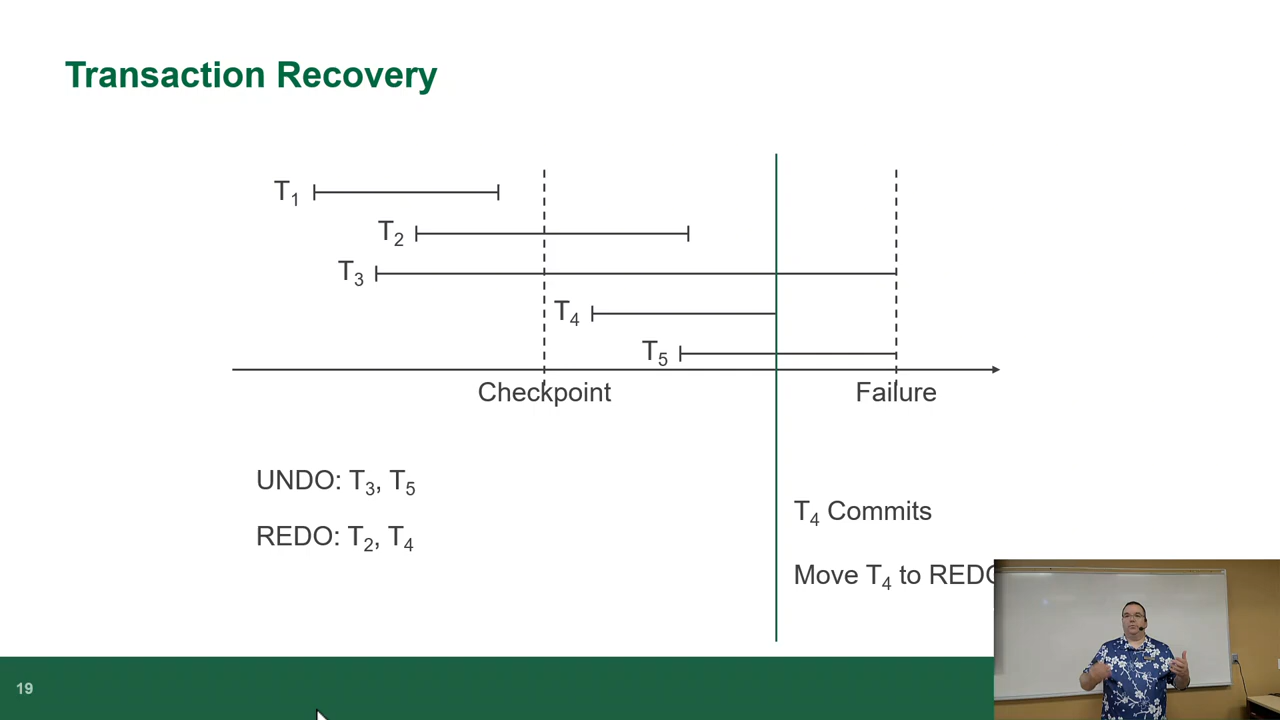 Transaction Recovery
T₁
T₂
T₃
T₄
T₅
Checkpoint
Failure
UNDO: T₃, T₅
REDO: T₂, T₄
T₄ Commits
Move T₄ to REDO
19